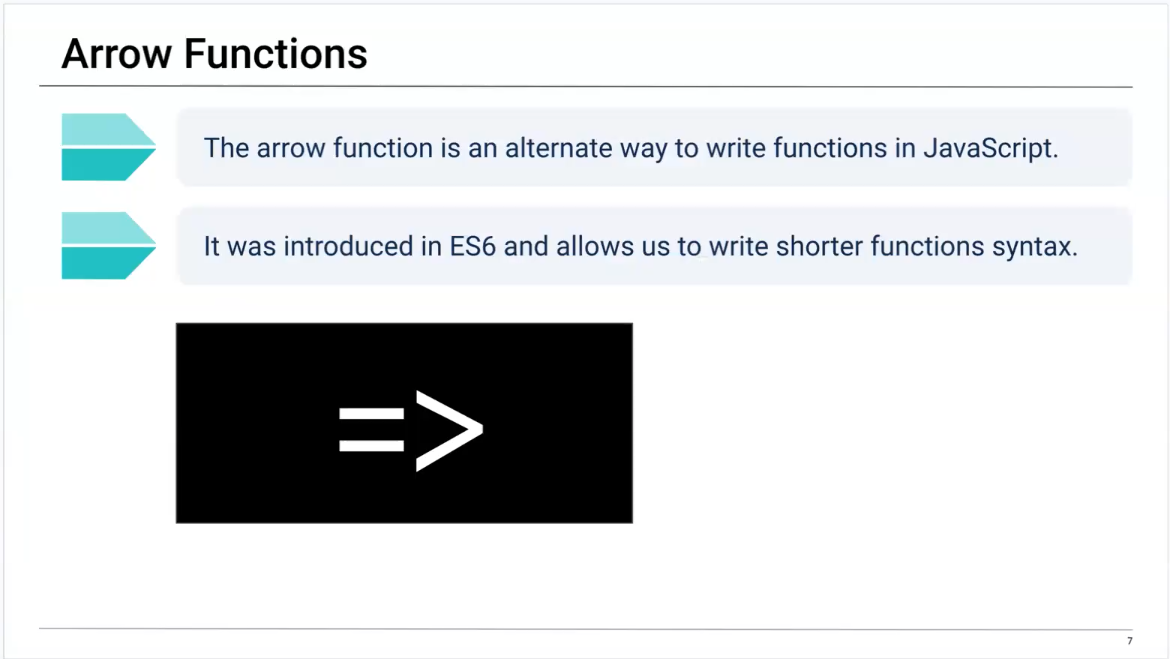 Arrow Functions
The arrow function is an alternate way to write functions in JavaScript.
It was introduced in ES6 and allows us to write shorter functions syntax.
=>
7